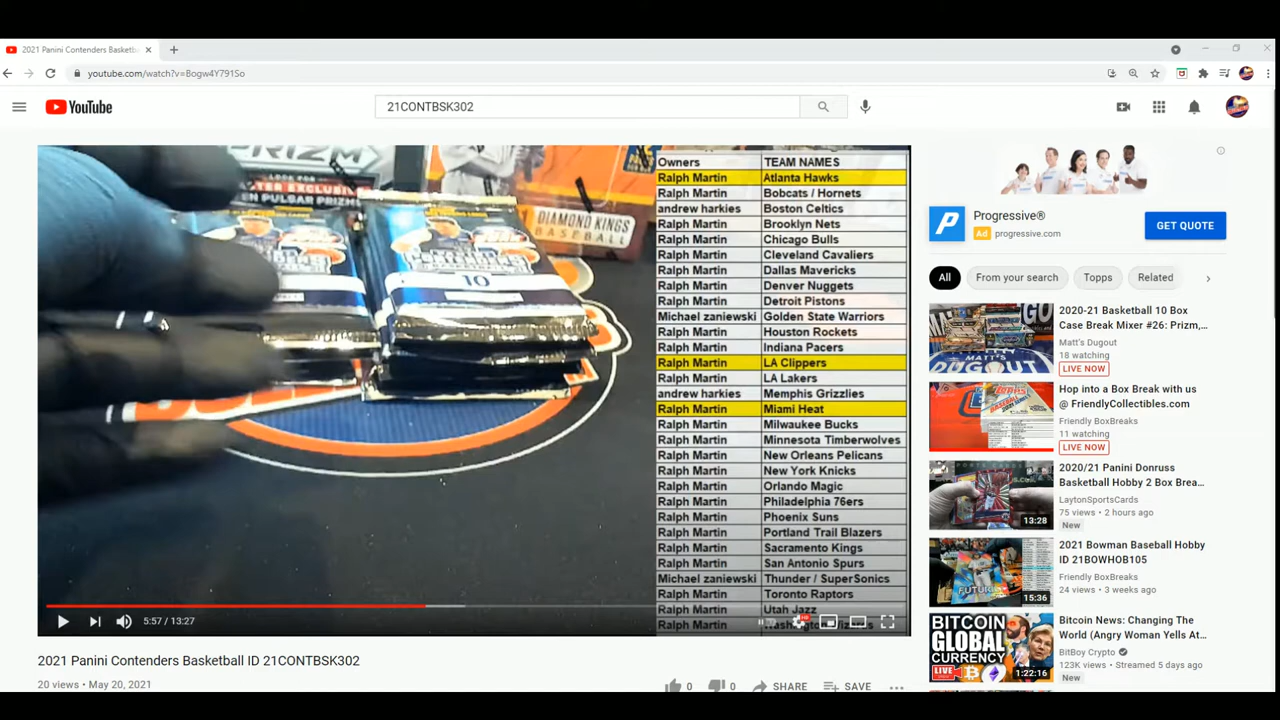 2021 Panini Contenders Basketb
youtube.com/watch?v=Bogw4Y791So
YouTube
21CONTBSK302
PRIZM
LOOK FOR
DIAMOND KINGS
BASEBALL
10
Owners TEAM NAMES
Ralph Martin Atlanta Hawks
Ralph Martin Bobcats / Hornets
andrew harkies Boston Celtics
Ralph Martin Brooklyn Nets
Ralph Martin Chicago Bulls
Ralph Martin Cleveland Cavaliers
Ralph Martin Dallas Mavericks
Ralph Martin Denver Nuggets
Ralph Martin Detroit Pistons
Michael zaniewski Golden State Warriors
Ralph Martin Houston Rockets
Ralph Martin Indiana Pacers
Ralph Martin LA Clippers
Ralph Martin LA Lakers
andrew harkies Memphis Grizzlies
Ralph Martin Miami Heat
Ralph Martin Milwaukee Bucks
Ralph Martin Minnesota Timberwolves
Ralph Martin New Orleans Pelicans
Ralph Martin New York Knicks
Ralph Martin Orlando Magic
Ralph Martin Philadelphia 76ers
Ralph Martin Phoenix Suns
Ralph Martin Portland Trail Blazers
Ralph Martin Sacramento Kings
Ralph Martin San Antonio Spurs
Michael zaniewski Thunder / SuperSonics
Ralph Martin Toronto Raptors
Ralph Martin Utah Jazz
Ralph Martin Washington Wizards
5:57 / 13:27
HD
2021 Panini Contenders Basketball ID 21CONTBSK302
20 views • May 20, 2021
0 0 SHARE SAVE
Progressive®
Ad progressive.com
GET QUOTE
All From your search Topps Related
2020-21 Basketball 10 Box
Case Break Mixer #26: Prizm,...
Matt's Dugout
18 watching
LIVE NOW
MATT'S
DUGOUT
Hop into a Box Break with us
@ FriendlyCollectibles.com
Friendly BoxBreaks
11 watching
LIVE NOW
2020/21 Panini Donruss
Basketball Hobby 2 Box Brea...
LaytonSportsCards
75 views • 2 hours ago
New
13:28
2021 Bowman Baseball Hobby
ID 21BOWHOB105
Friendly BoxBreaks
24 views • 3 weeks ago
15:36
Bitcoin News: Changing The
World (Angry Woman Yells At...
BitBoy Crypto
123K views • Streamed 5 days ago
New
BITCOIN
GLOBAL
CURRENCY
LIVE
1:22:16